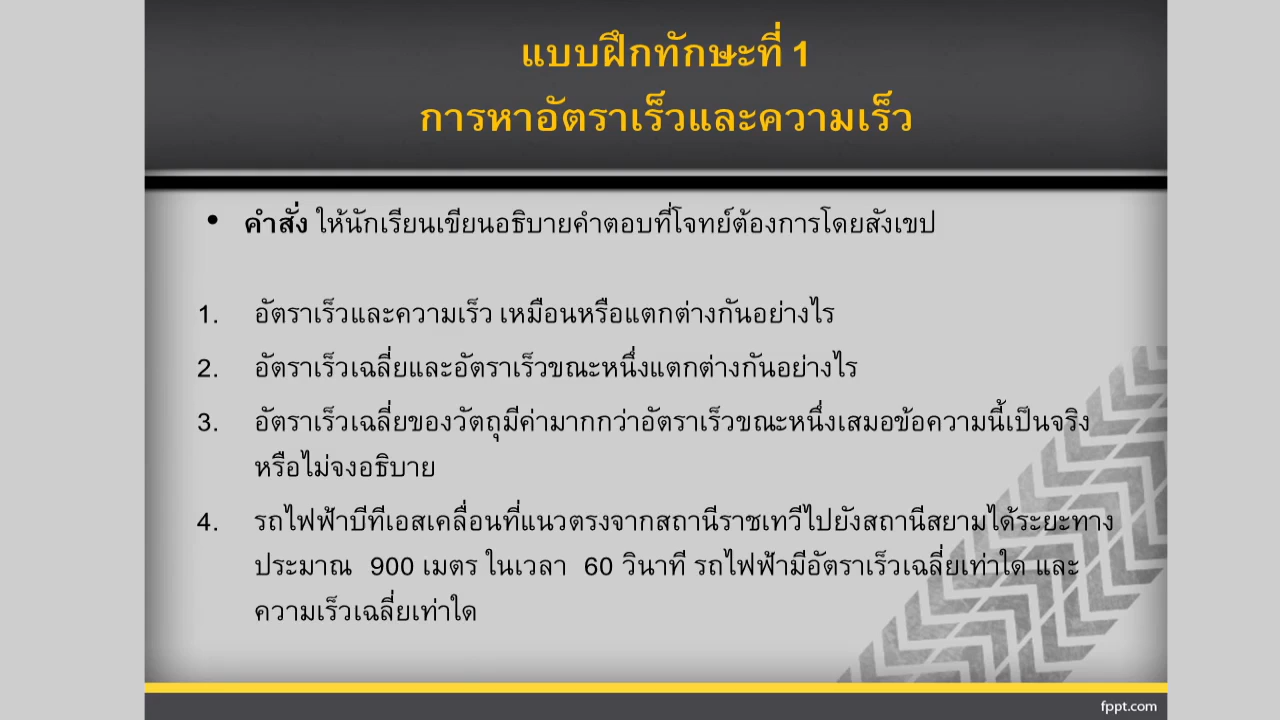 แบบฝึกทักษะที่ 1
การหาอัตราเร็วและความเร็ว
• คำสั่ง ให้นักเรียนเขียนอธิบายคำตอบที่โจทย์ต้องการโดยสังเขป
1. อัตราเร็วและความเร็ว เหมือนหรือแตกต่างกันอย่างไร
2. อัตราเร็วเฉลี่ยและอัตราเร็วขณะหนึ่งแตกต่างกันอย่างไร
3. อัตราเร็วเฉลี่ยของวัตถุมีค่ามากกว่าอัตราเร็วขณะหนึ่งเสมอข้อความนี้เป็นจริง
หรือไม่จงอธิบาย
4. รถไฟฟ้าบีทีเอสเคลื่อนที่แนวตรงจากสถานีราชเทวีไปยังสถานีสยามได้ระยะทาง
ประมาณ 900 เมตร ในเวลา 60 วินาที รถไฟฟ้ามีอัตราเร็วเฉลี่ยเท่าใด และ
ความเร็วเฉลี่ยเท่าใด
fppt.com